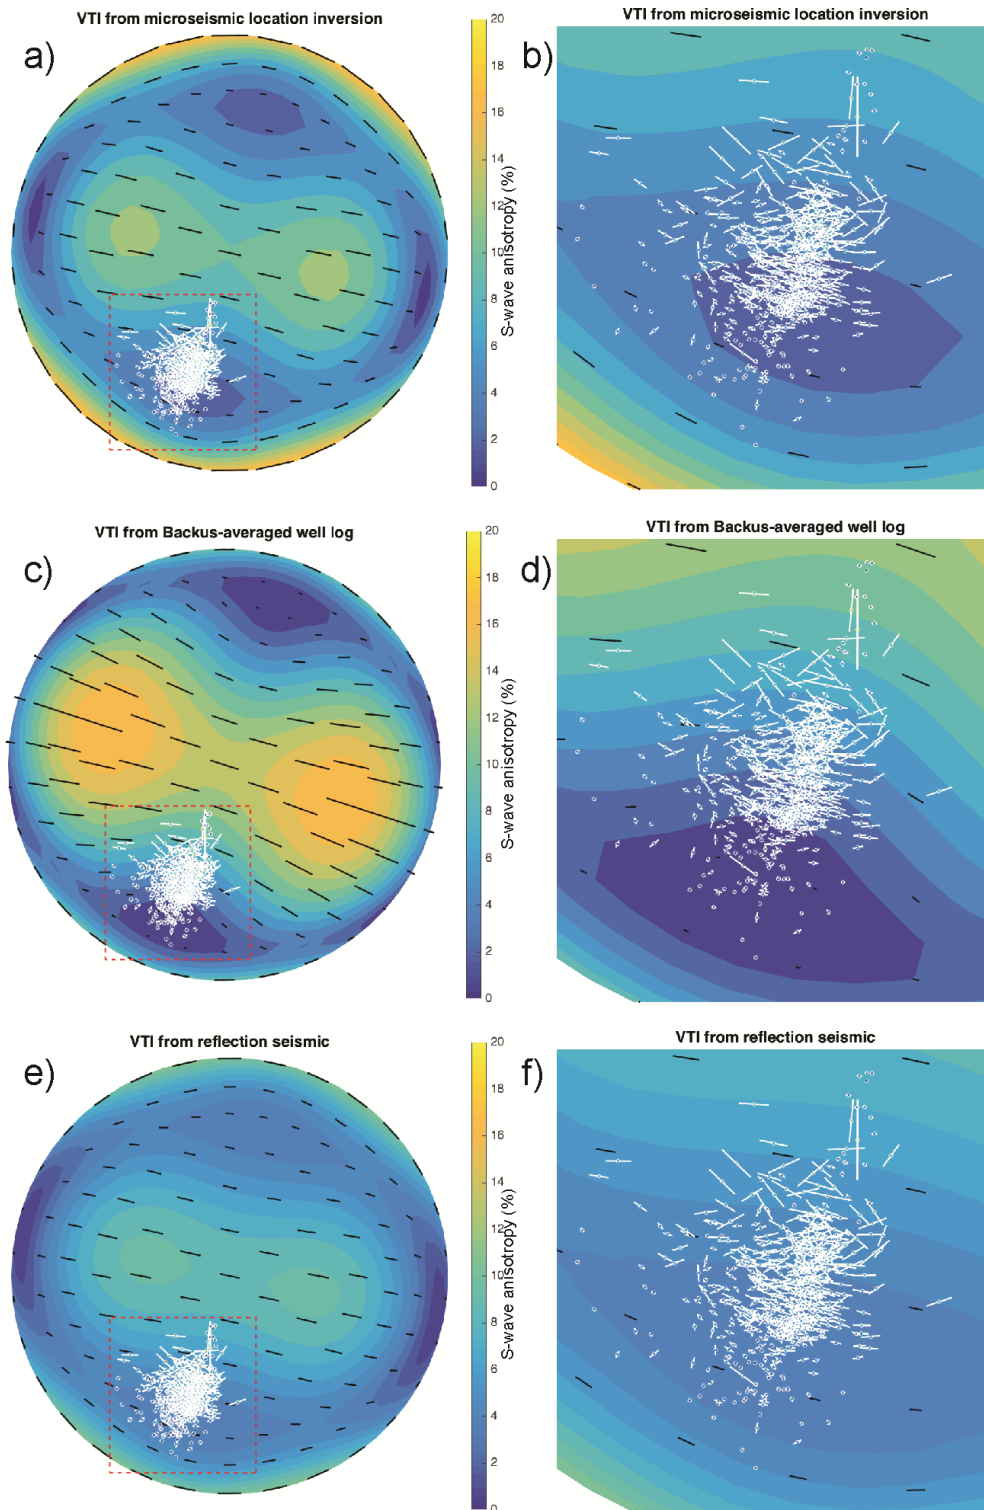 VTI from microseismic location inversion
VTI from microseismic location inversion
a)
b)
20
18
16
14
12
10
8
6
4
2
0
S-wave anisotropy (%)
VTI from Backus-averaged well log
VTI from Backus-averaged well log
c)
d)
20
18
16
14
12
10
8
6
4
2
0
S-wave anisotropy (%)
VTI from reflection seismic
VTI from reflection seismic
e)
f)
20
18
16
14
12
10
8
6
4
2
0
S-wave anisotropy (%)